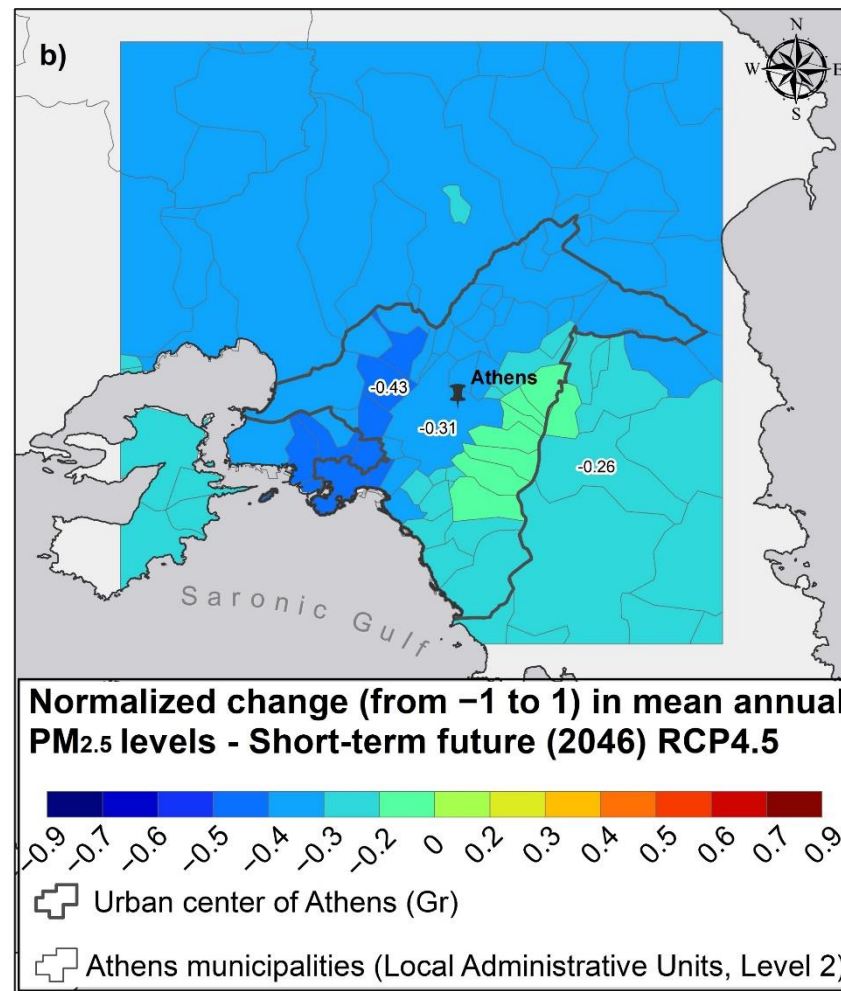 b)
N
W E
S
-0.43
Athens
-0.31
-0.26
Saronic Gulf
Normalized change (from −1 to 1) in mean annual
PM2.5 levels - Short-term future (2046) RCP4.5
−0.9 −0.7 −0.6 −0.5 −0.4 −0.3 −0.2 0 0.2 0.3 0.4 0.5 0.6 0.7 0.9
Urban center of Athens (Gr)
Athens municipalities (Local Administrative Units, Level 2)